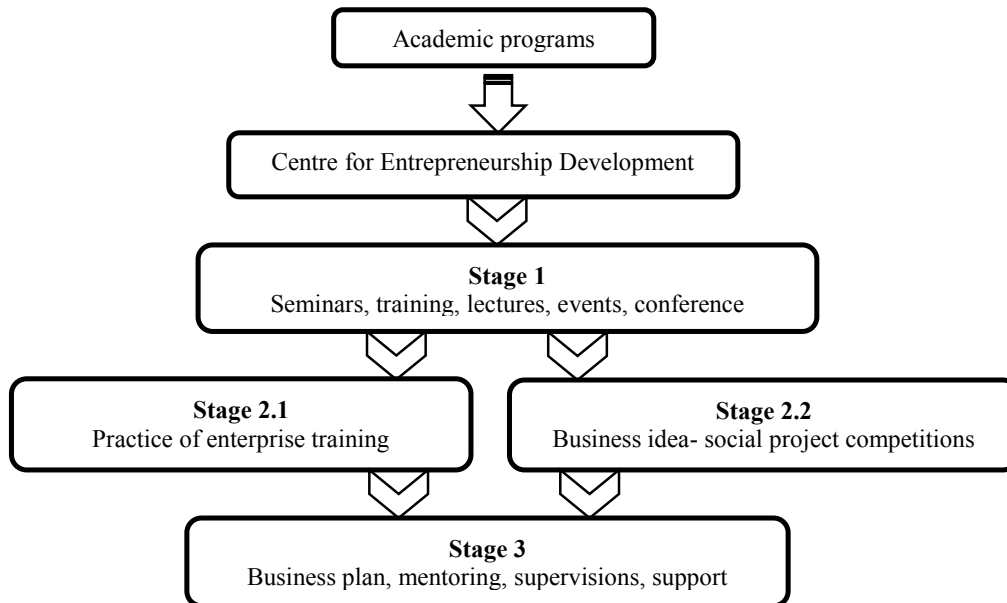 Academic programs
Centre for Entrepreneurship Development
Stage 1
Seminars, training, lectures, events, conference
Stage 2.1
Practice of enterprise training
Stage 2.2
Business idea- social project competitions
Stage 3
Business plan, mentoring, supervisions, support